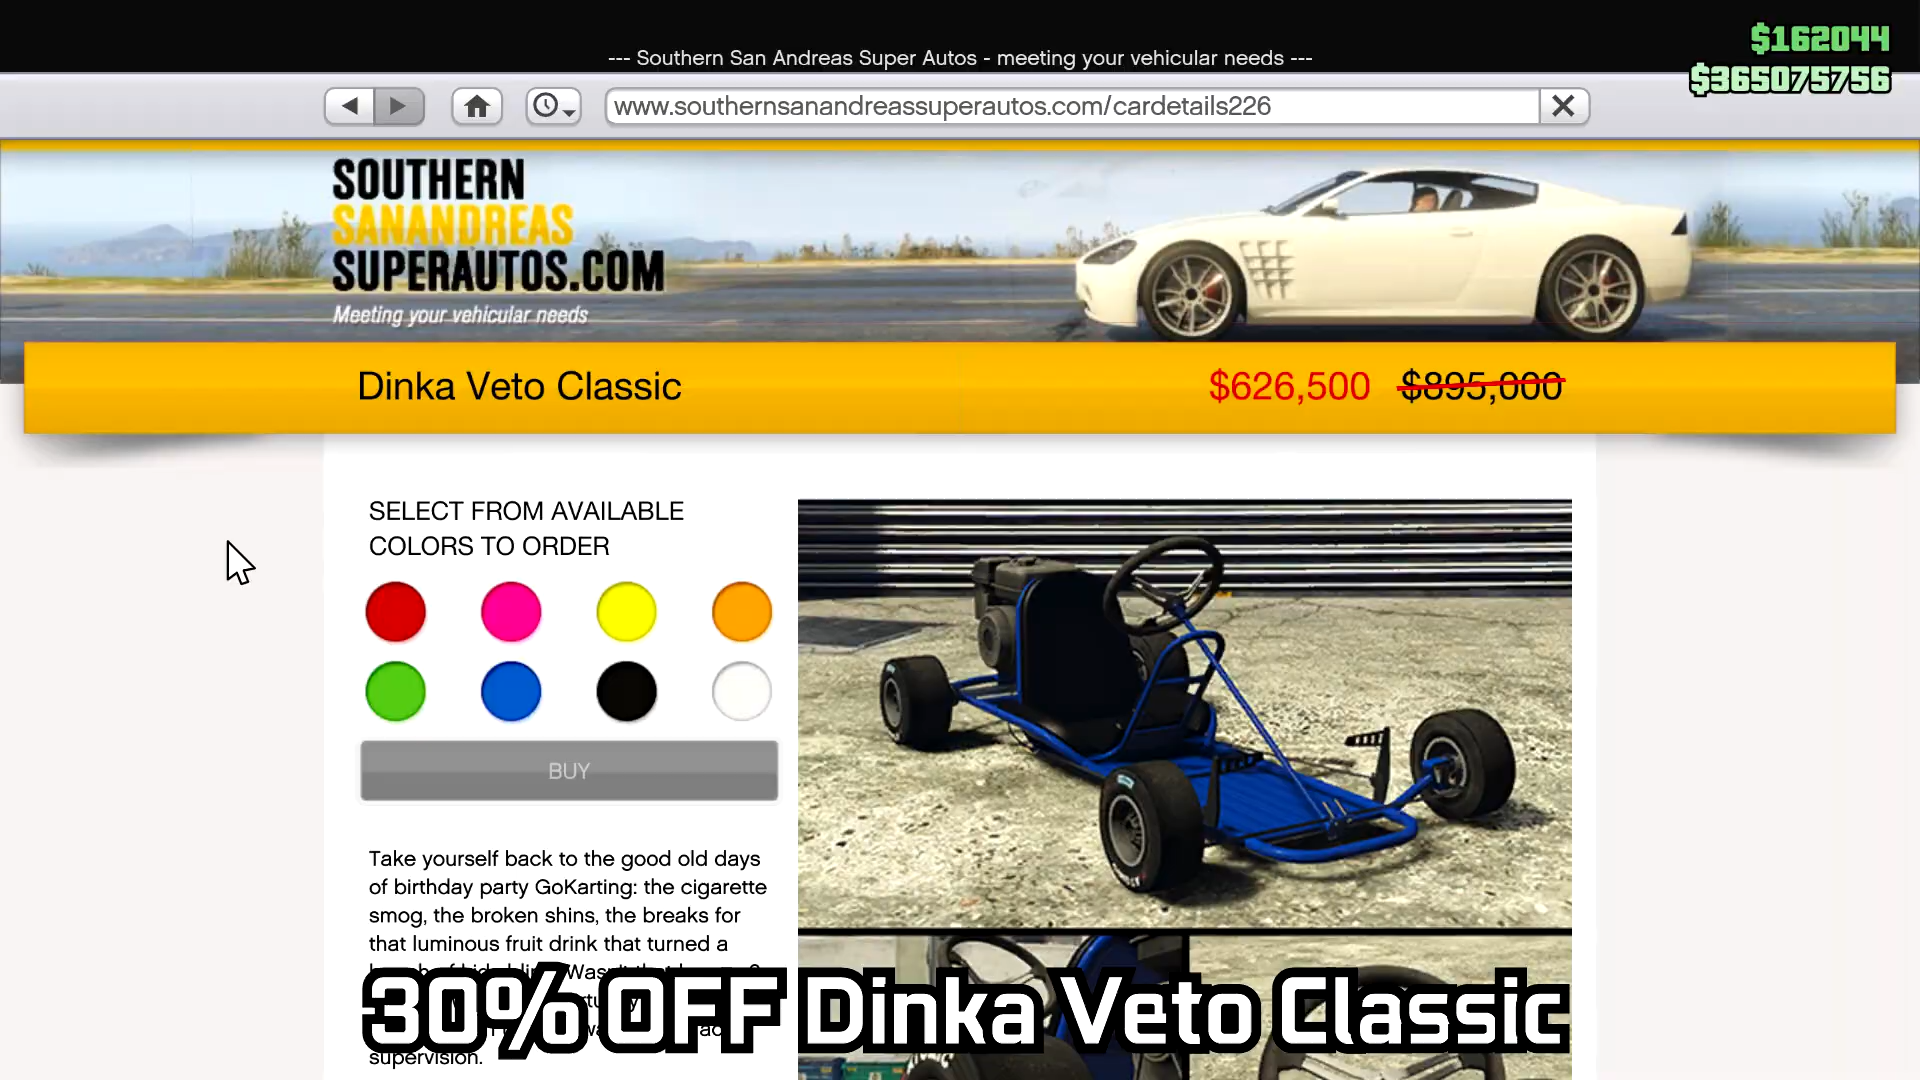 --- Southern San Andreas Super Autos - meeting your vehicular needs ---
$162044
$365075756
www.southernsanandreassuperautos.com/cardetails226
SOUTHERN
SANANDREAS
SUPERAUTOS.COM
Meeting your vehicular needs
Dinka Veto Classic
$626,500 $895,000
SELECT FROM AVAILABLE
COLORS TO ORDER
BUY
Take yourself back to the good old days
of birthday party GoKarting: the cigarette
smog, the broken shins, the breaks for
that luminous fruit drink that turned a
supervision.
30% OFF Dinka Veto Classic